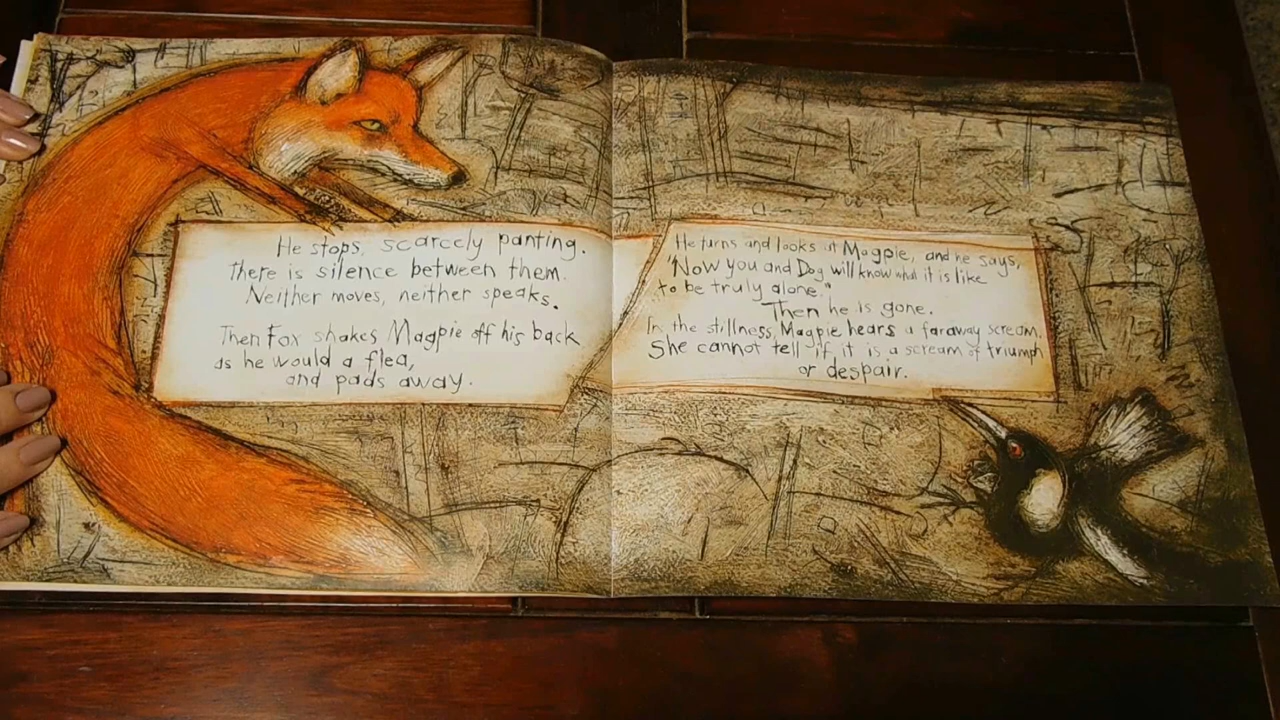 He stops, scarcely panting.
There is silence between them.
Neither moves, neither speaks.
Then Fox shakes Magpie off his back
as he would a flea,
and pads away.
He turns and looks at Magpie, and he says,
"Now you and Dog will know what it is like
to be truly alone."
Then he is gone.
In the stillness, Magpie hears a faraway scream.
She cannot tell if it is a scream of triumph
or despair.